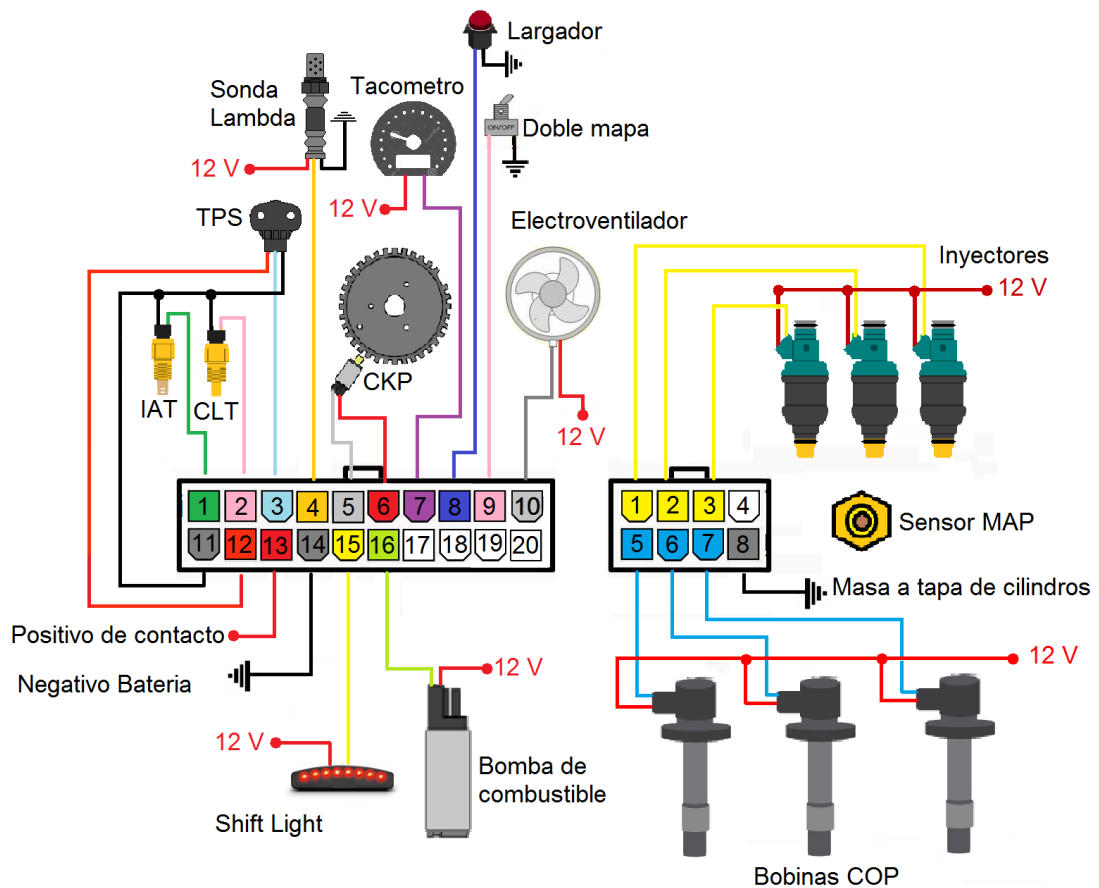 Largador
Sonda
Lambda
Tacometro
ON/OFF
Doble mapa
12 V
12 V
TPS
Electroventilador
Inyectores
12 V
CKP
IAT
CLT
12 V
1 2 3 4 5 6 7 8 9 10
11 12 13 14 15 16 17 18 19 20
1 2 3 4
5 6 7 8
Sensor MAP
Masa a tapa de cilindros
Positivo de contacto
Negativo Bateria
12 V
12 V
12 V
Bomba de
combustible
Shift Light
Bobinas COP